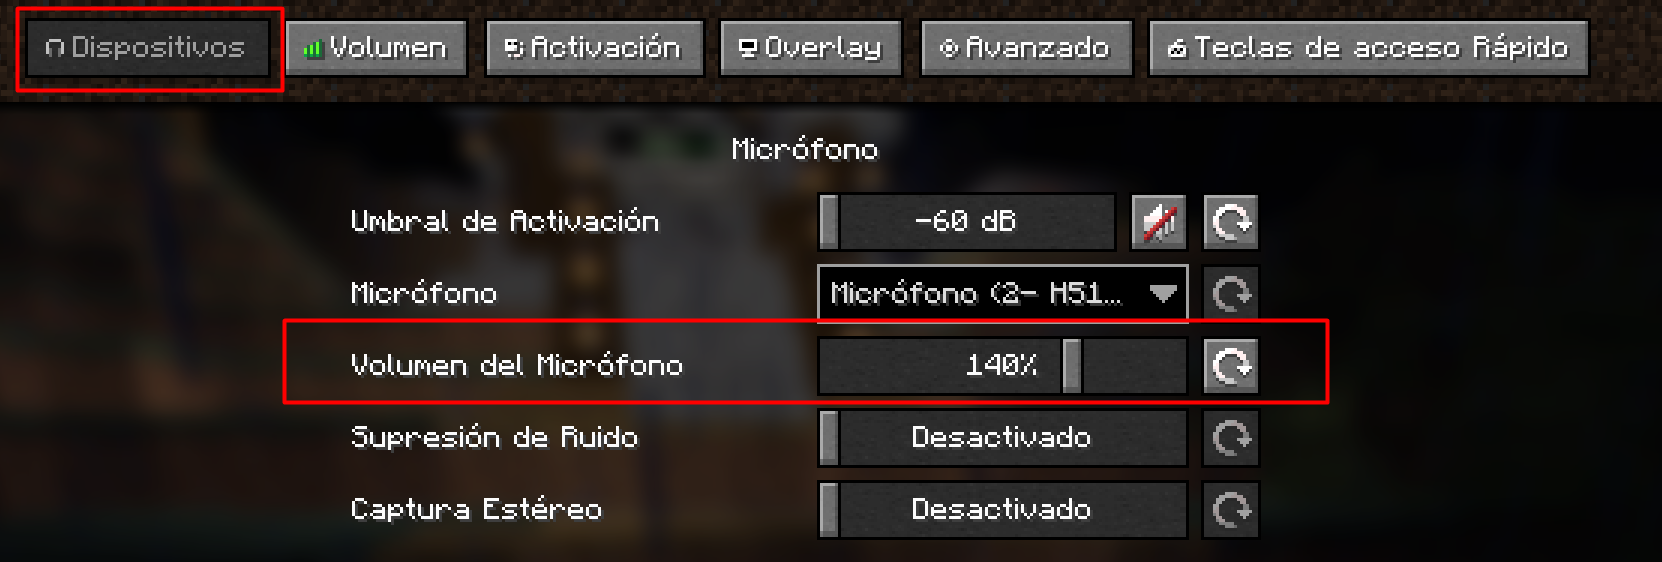 Dispositivos Volumen Activación Overlay Avanzado Teclas de acceso Rápido
Micrófono
Umbral de Activación -60 dB
Micrófono Micrófono (2- H51...
Volumen del Micrófono 140%
Supresión de Ruido Desactivado
Captura Estéreo Desactivado